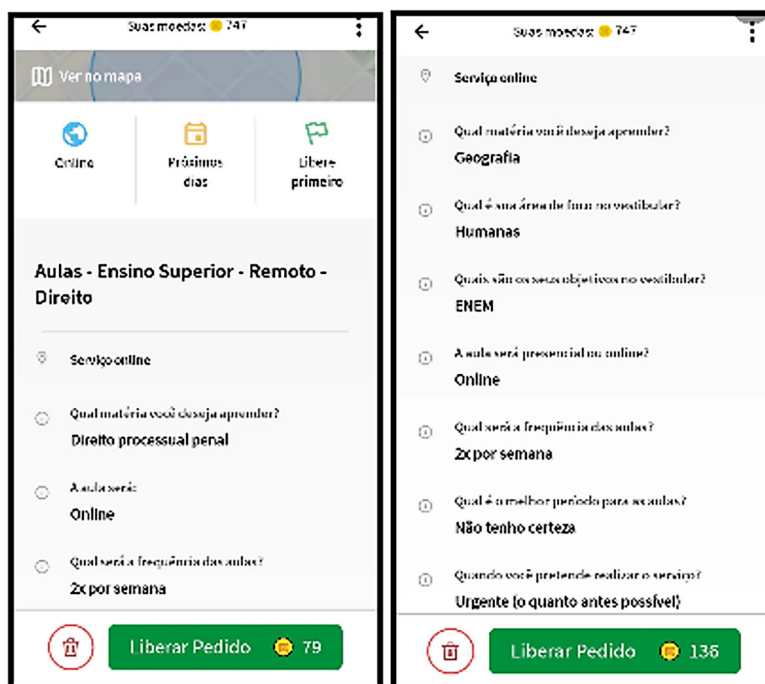 Suas moedas: 747
Ver no mapa
Online
Próximos
dias
Libere
primeiro
Aulas - Ensino Superior - Remoto -
Direito
Serviço online
Qual matéria você deseja aprender?
Direito processual penal
A aula será:
Online
Qual será a frequência das aulas?
2x por semana
Liberar Pedido 79
Suas moedas: 747
Serviço online
Qual matéria você deseja aprender?
Geografia
Qual é sua área de foco no vestibular?
Humanas
Quais são os seus objetivos no vestibular?
ENEM
A aula será presencial ou online?
Online
Qual será a frequência das aulas?
2x por semana
Qual é o melhor período para as aulas?
Não tenho certeza
Quando você pretende realizar o serviço?
Urgente (o quanto antes possível)
Liberar Pedido 136